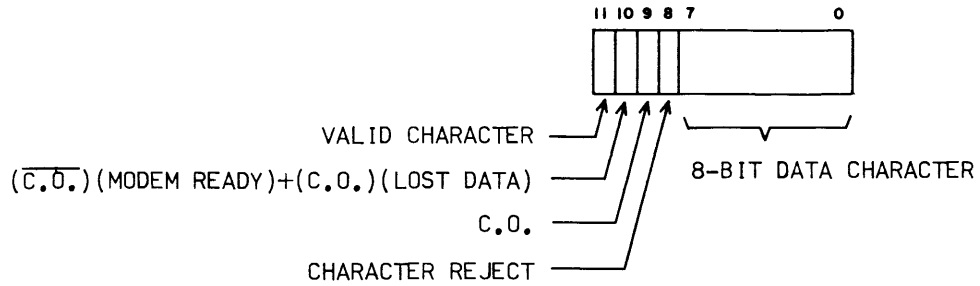 11 10 9 8 7 0
VALID CHARACTER
(C̅.̅O̅.̅)(MODEM READY)+(C.O.)(LOST DATA)
8-BIT DATA CHARACTER
C.O.
CHARACTER REJECT